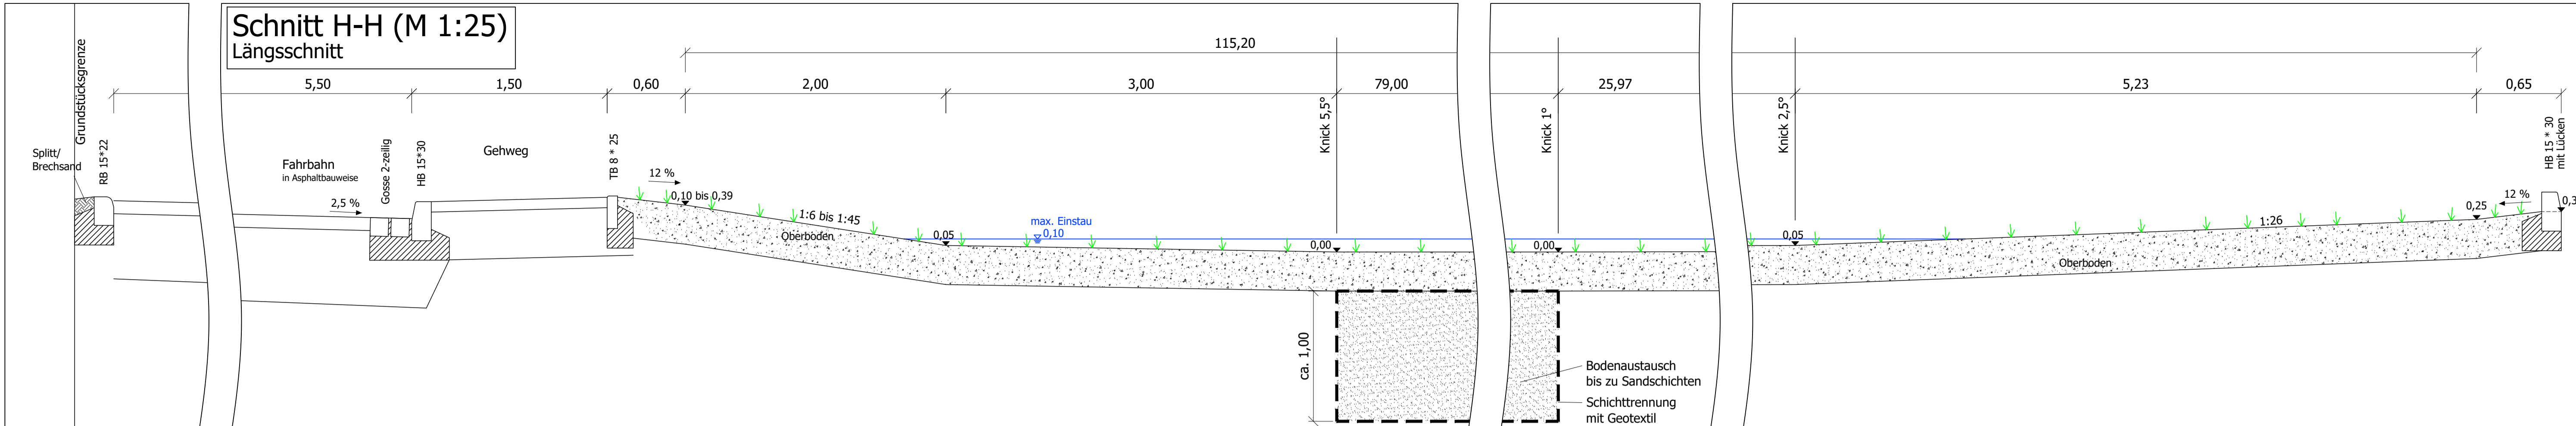 Schnitt H-H (M 1:25)
Längsschnitt
115,20
5,50
1,50
0,60
2,00
3,00
79,00
25,97
5,23
0,65
Grundstücksgrenze
RB 15*22
Splitt/
Brechsand
Fahrbahn
in Asphaltbauweise
2,5 %
Gosse 2-zeilig
HB 15*30
Gehweg
TB 8 * 25
12 %
0,10 bis 0,39
1:6 bis 1:45
Oberboden
0,05
max. Einstau
0,10
Knick 5,5°
0,00
Knick 1°
0,00
Knick 2,5°
0,05
Oberboden
1:26
0,25
12 %
HB 15 * 30
mit Lücken
0,3
ca. 1,00
Bodenaustausch
bis zu Sandschichten
Schichttrennung
mit Geotextil